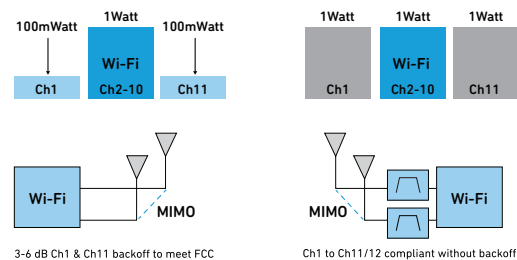 1Watt
100mWatt
100mWatt
Wi-Fi
Ch1
Ch2-10
Ch11
Wi-Fi
MIMO
3-6 dB Ch1 & Ch11 backoff to meet FCC
1Watt
1Watt
1Watt
Wi-Fi
Ch1
Ch2-10
Ch11
MIMO
Wi-Fi
Ch1 to Ch11/12 compliant without backoff